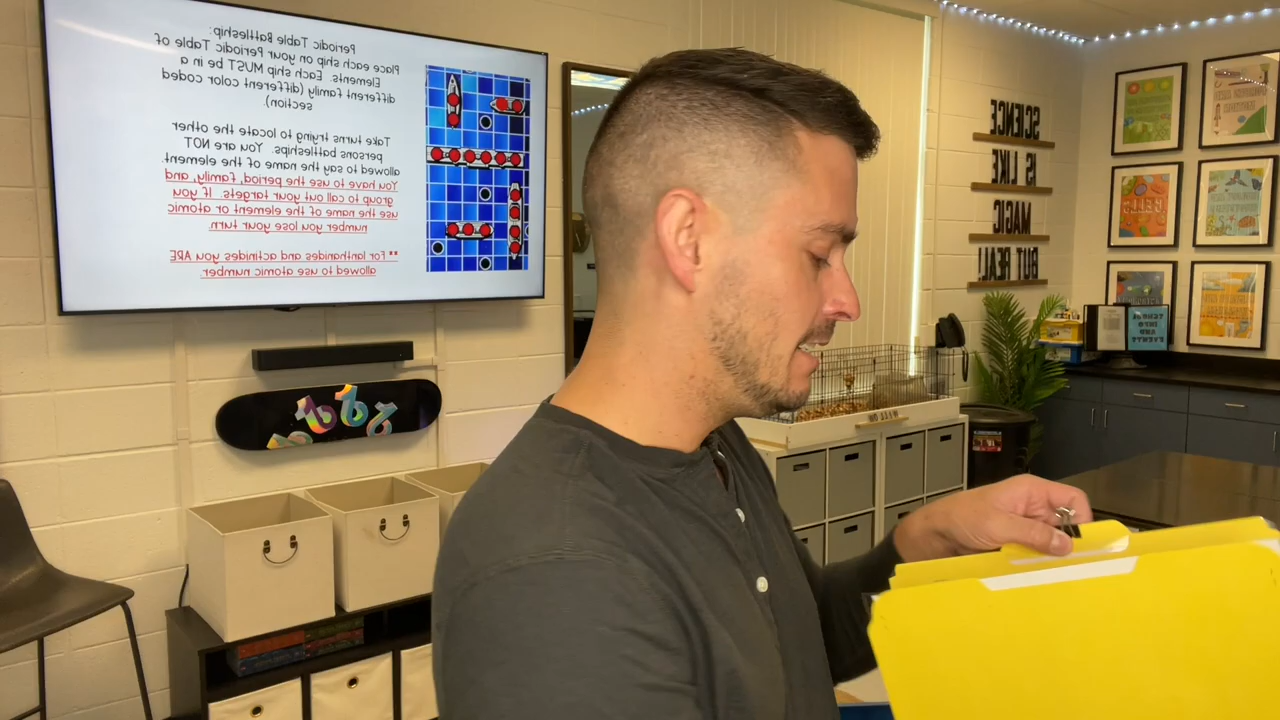 Periodic Table Battleship:
Place each ship on your Periodic Table of
Elements. Each ship MUST be in a
different family (different color coded
section).
Take turns trying to locate the other
persons battleships. You are NOT
allowed to say the name of the element.
You have to use the period, family, and
group to call out your targets. If you
use the name of the element or atomic
number you lose your turn.
** For lanthanides and actinides you ARE
allowed to use atomic number.
SCIENCE
IS LIKE
MAGIC
BUT REAL!
CELLS